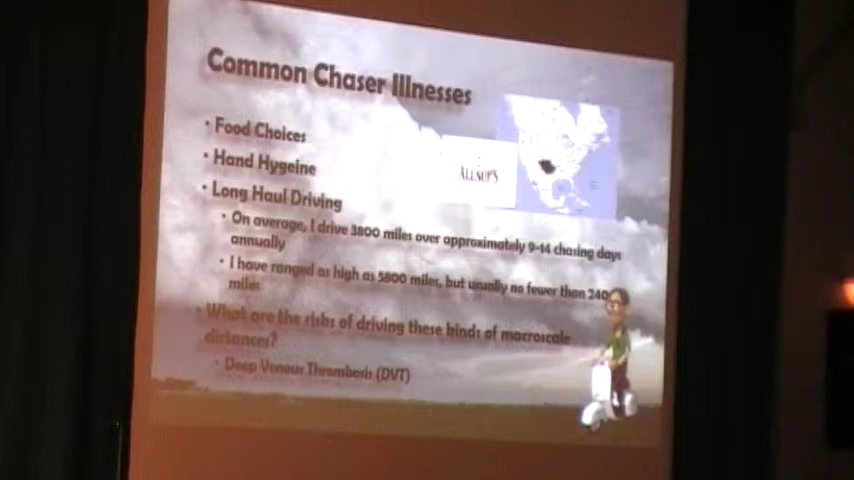 Common Chaser Illnesses
• Food Choices
• Hand Hygeine
ALLSUP'S
• Long Haul Driving
• On average, I drive 3800 miles over approximately 9-14 chasing days
annually
• I have ranged as high as 5800 miles, but usually no fewer than 240
miles
• What are the risks of driving these kinds of macroscale
distances?
• Deep Venous Thrombosis (DVT)